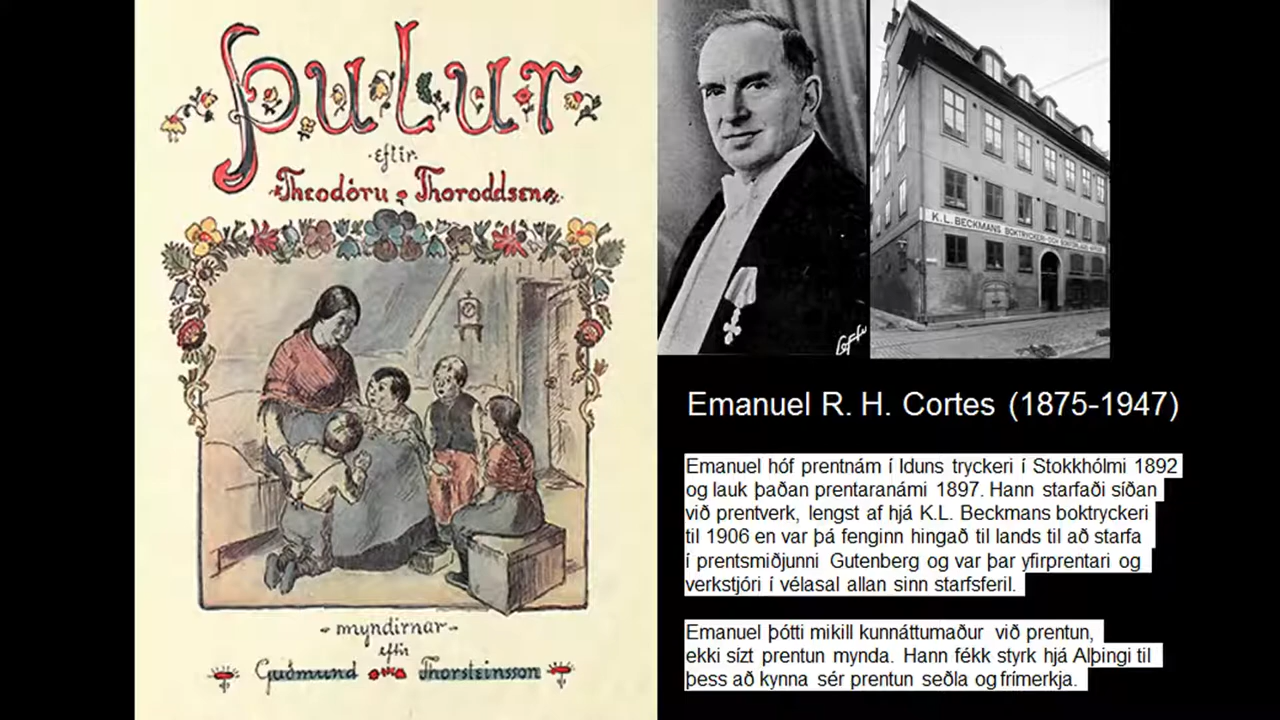 þulur
eftir
Theodóru Thoroddsen
myndirnar
eftir
Guðmund Thorsteinsson
K.L. BECKMANS BOKTRYCKERI- OCH
Emanuel R. H. Cortes (1875-1947)
Emanuel hóf prentnám í Iduns tryckeri í Stokkhólmi 1892
og lauk þaðan prentaranámi 1897. Hann starfaði síðan
við prentverk, lengst af hjá K.L. Beckmans boktryckeri
til 1906 en var þá fenginn hingað til lands til að starfa
í prentsmiðjunni Gutenberg og var þar yfirprentari og
verkstjóri í vélasal allan sinn starfsferil.
Emanuel þótti mikill kunnáttumaður við prentun,
ekki sízt prentun mynda. Hann fékk styrk hjá Alþingi til
þess að kynna sér prentun seðla og frímerkja.